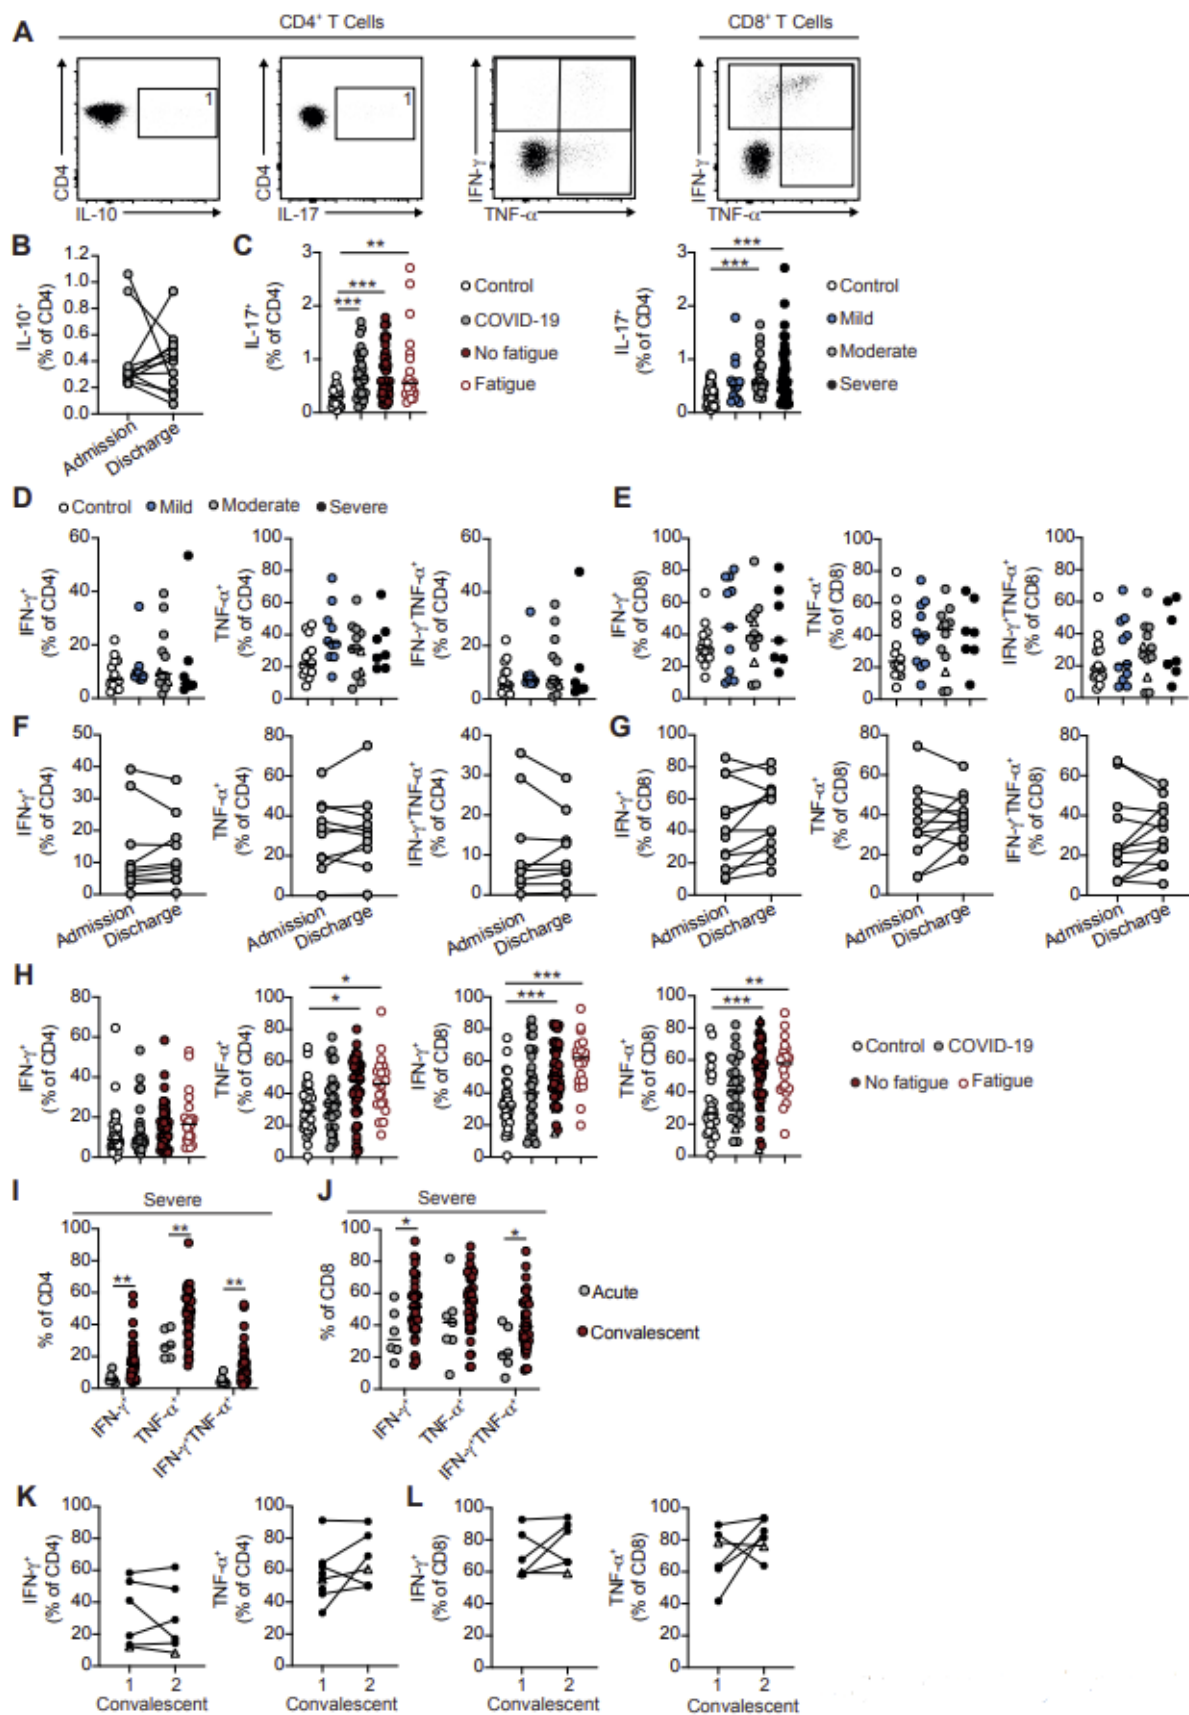 A
CD4⁺ T Cells
CD8⁺ T Cells
CD4
1
IL-10
CD4
1
IL-17
IFN-γ
TNF-α
IFN-γ
TNF-α
B
IL-10⁺
(% of CD4)
1.2
1.0
0.8
0.6
0.4
0.2
0.0
Admission
Discharge
C
IL-17⁺
(% of CD4)
3
2
1
0
**
***
***
Control
COVID-19
No fatigue
Fatigue
IL-17⁺
(% of CD4)
3
2
1
0
***
***
Control
Mild
Moderate
Severe
D
Control Mild Moderate Severe
IFN-γ⁺
(% of CD4)
60
40
20
0
TNF-α⁺
(% of CD4)
100
80
60
40
20
0
IFN-γ⁺TNF-α⁺
(% of CD4)
60
40
20
0
E
IFN-γ⁺
(% of CD8)
100
80
60
40
20
0
TNF-α⁺
(% of CD8)
100
80
60
40
20
0
IFN-γ⁺TNF-α⁺
(% of CD8)
100
80
60
40
20
0
F
IFN-γ⁺
(% of CD4)
50
40
30
20
10
0
Admission
Discharge
TNF-α⁺
(% of CD4)
80
60
40
20
0
Admission
Discharge
IFN-γ⁺TNF-α⁺
(% of CD4)
40
30
20
10
0
Admission
Discharge
G
IFN-γ⁺
(% of CD8)
100
80
60
40
20
0
Admission
Discharge
TNF-α⁺
(% of CD8)
80
60
40
20
0
Admission
Discharge
IFN-γ⁺TNF-α⁺
(% of CD8)
80
60
40
20
0
Admission
Discharge
H
IFN-γ⁺
(% of CD4)
80
60
40
20
0
TNF-α⁺
(% of CD4)
100
80
60
40
20
0
*
*
IFN-γ⁺
(% of CD8)
100
80
60
40
20
0
***
***
TNF-α⁺
(% of CD8)
100
80
60
40
20
0
**
***
Control COVID-19
No fatigue Fatigue
I
Severe
% of CD4
100
80
60
40
20
0
**
**
**
IFN-γ⁺
TNF-α⁺
IFN-γ⁺TNF-α⁺
J
Severe
% of CD8
100
80
60
40
20
0
*
*
IFN-γ⁺
TNF-α⁺
IFN-γ⁺TNF-α⁺
Acute
Convalescent
K
IFN-γ⁺
(% of CD4)
100
80
60
40
20
0
1 2
Convalescent
TNF-α⁺
(% of CD4)
100
80
60
40
20
0
1 2
Convalescent
L
IFN-γ⁺
(% of CD8)
100
80
60
40
20
0
1 2
Convalescent
TNF-α⁺
(% of CD8)
100
80
60
40
20
0
1 2
Convalescent